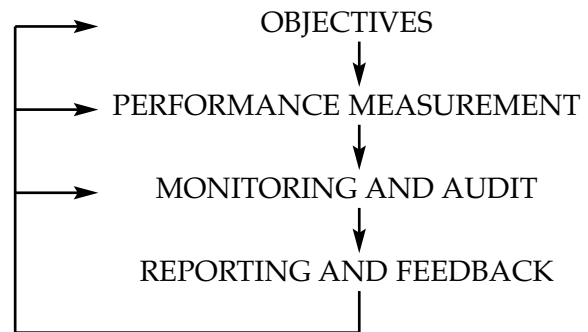 OBJECTIVES
PERFORMANCE MEASUREMENT
MONITORING AND AUDIT
REPORTING AND FEEDBACK